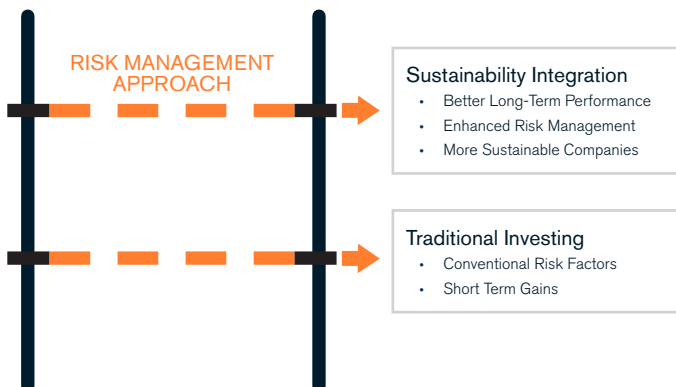 RISK MANAGEMENT
APPROACH
Sustainability Integration
• Better Long-Term Performance
• Enhanced Risk Management
• More Sustainable Companies
Traditional Investing
• Conventional Risk Factors
• Short Term Gains